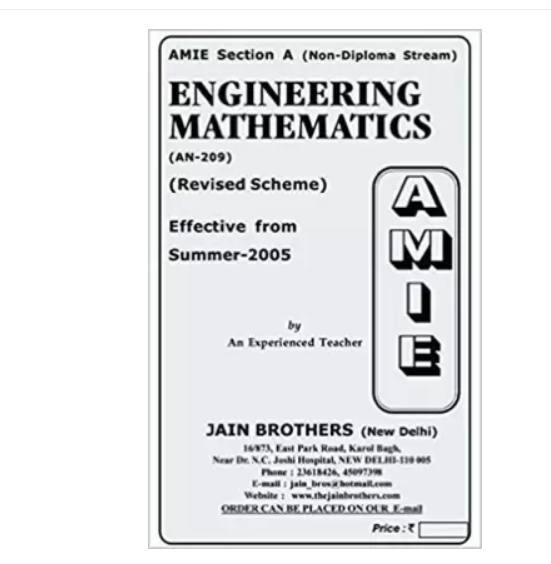 AMIE Section A (Non-Diploma Stream)
ENGINEERING
MATHEMATICS
(AN-209)
(Revised Scheme)
Effective from
Summer-2005
AMIE
by
An Experienced Teacher
JAIN BROTHERS (New Delhi)
16/873, East Park Road, Karol Bagh,
Near Dr. N.C. Joshi Hospital, NEW DELHI-110 005
Phone : 23618426, 45097398
E-mail : jain_bros@hotmail.com
Website : www.thejainbrothers.com
ORDER CAN BE PLACED ON OUR E-mail
Price : ₹